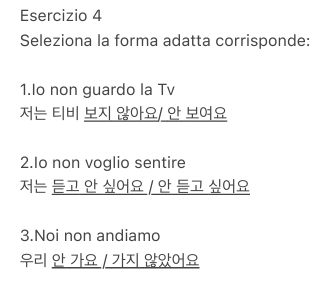 Esercizio 4
Seleziona la forma adatta corrisponde:
1.Io non guardo la Tv
저는 티비 보지 않아요/ 안 보여요
2.Io non voglio sentire
저는 듣고 안 싶어요 / 안 듣고 싶어요
3.Noi non andiamo
우리 안 가요 / 가지 않았어요